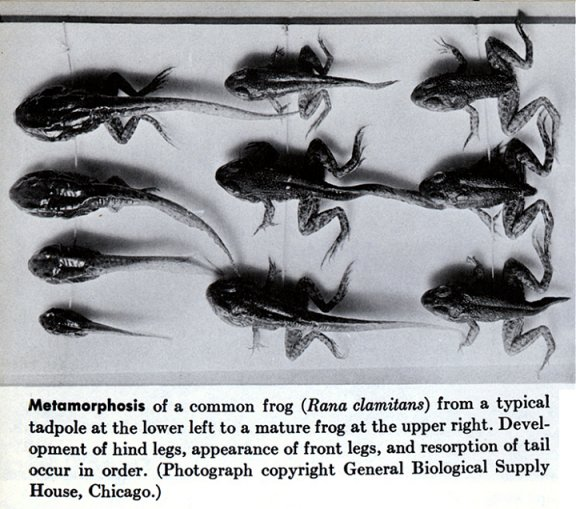 Metamorphosis of a common frog (Rana clamitans) from a typical
tadpole at the lower left to a mature frog at the upper right. Devel-
opment of hind legs, appearance of front legs, and resorption of tail
occur in order. (Photograph copyright General Biological Supply
House, Chicago.)